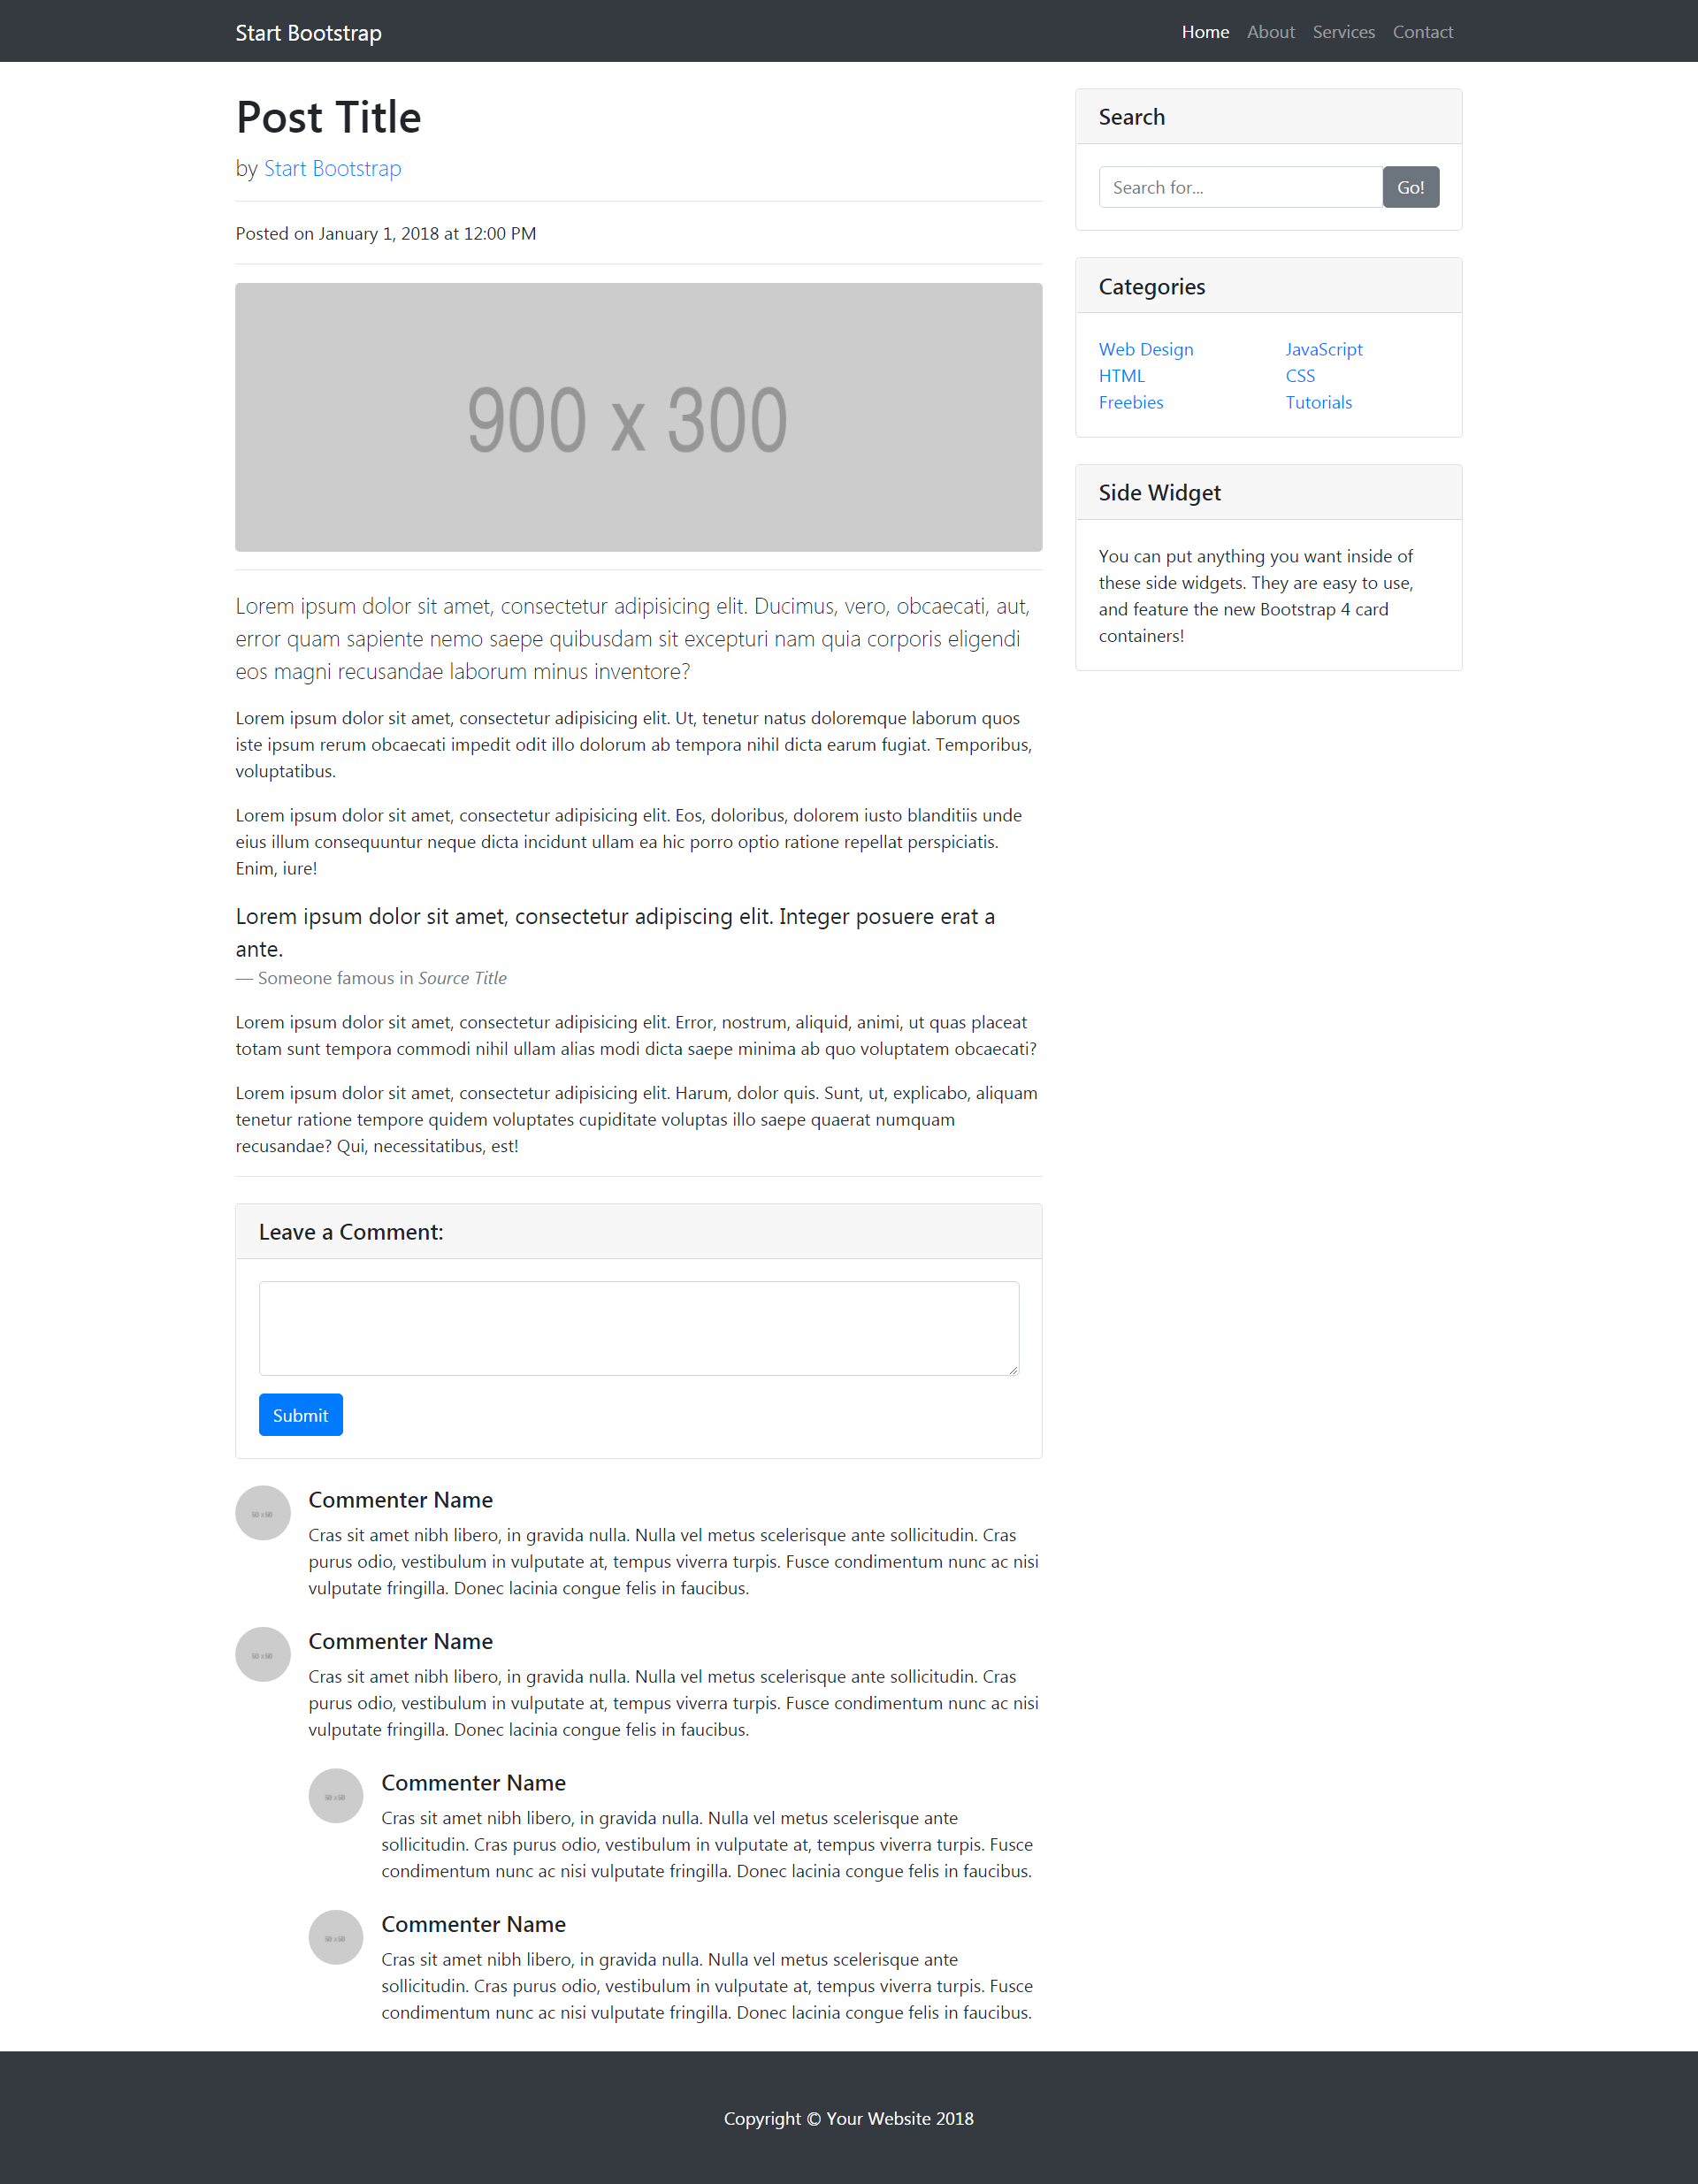 Start Bootstrap
Home About Services Contact
Post Title
by Start Bootstrap
Posted on January 1, 2018 at 12:00 PM
900 x 300
Lorem ipsum dolor sit amet, consectetur adipisicing elit. Ducimus, vero, obcaecati, aut,
error quam sapiente nemo saepe quibusdam sit excepturi nam quia corporis eligendi
eos magni recusandae laborum minus inventore?
Lorem ipsum dolor sit amet, consectetur adipisicing elit. Ut, tenetur natus doloremque laborum quos
iste ipsum rerum obcaecati impedit odit illo dolorum ab tempora nihil dicta earum fugiat. Temporibus,
voluptatibus.
Lorem ipsum dolor sit amet, consectetur adipisicing elit. Eos, doloribus, dolorem iusto blanditiis unde
eius illum consequuntur neque dicta incidunt ullam ea hic porro optio ratione repellat perspiciatis.
Enim, iure!
Lorem ipsum dolor sit amet, consectetur adipiscing elit. Integer posuere erat a
ante.
— Someone famous in Source Title
Lorem ipsum dolor sit amet, consectetur adipisicing elit. Error, nostrum, aliquid, animi, ut quas placeat
totam sunt tempora commodi nihil ullam alias modi dicta saepe minima ab quo voluptatem obcaecati?
Lorem ipsum dolor sit amet, consectetur adipisicing elit. Harum, dolor quis. Sunt, ut, explicabo, aliquam
tenetur ratione tempore quidem voluptates cupiditate voluptas illo saepe quaerat numquam
recusandae? Qui, necessitatibus, est!
Leave a Comment:
Submit
50 x 50
Commenter Name
Cras sit amet nibh libero, in gravida nulla. Nulla vel metus scelerisque ante sollicitudin. Cras
purus odio, vestibulum in vulputate at, tempus viverra turpis. Fusce condimentum nunc ac nisi
vulputate fringilla. Donec lacinia congue felis in faucibus.
50 x 50
Commenter Name
Cras sit amet nibh libero, in gravida nulla. Nulla vel metus scelerisque ante sollicitudin. Cras
purus odio, vestibulum in vulputate at, tempus viverra turpis. Fusce condimentum nunc ac nisi
vulputate fringilla. Donec lacinia congue felis in faucibus.
50 x 50
Commenter Name
Cras sit amet nibh libero, in gravida nulla. Nulla vel metus scelerisque ante
sollicitudin. Cras purus odio, vestibulum in vulputate at, tempus viverra turpis. Fusce
condimentum nunc ac nisi vulputate fringilla. Donec lacinia congue felis in faucibus.
50 x 50
Commenter Name
Cras sit amet nibh libero, in gravida nulla. Nulla vel metus scelerisque ante
sollicitudin. Cras purus odio, vestibulum in vulputate at, tempus viverra turpis. Fusce
condimentum nunc ac nisi vulputate fringilla. Donec lacinia congue felis in faucibus.
Search
Search for...
Go!
Categories
Web Design
HTML
Freebies
JavaScript
CSS
Tutorials
Side Widget
You can put anything you want inside of
these side widgets. They are easy to use,
and feature the new Bootstrap 4 card
containers!
Copyright © Your Website 2018